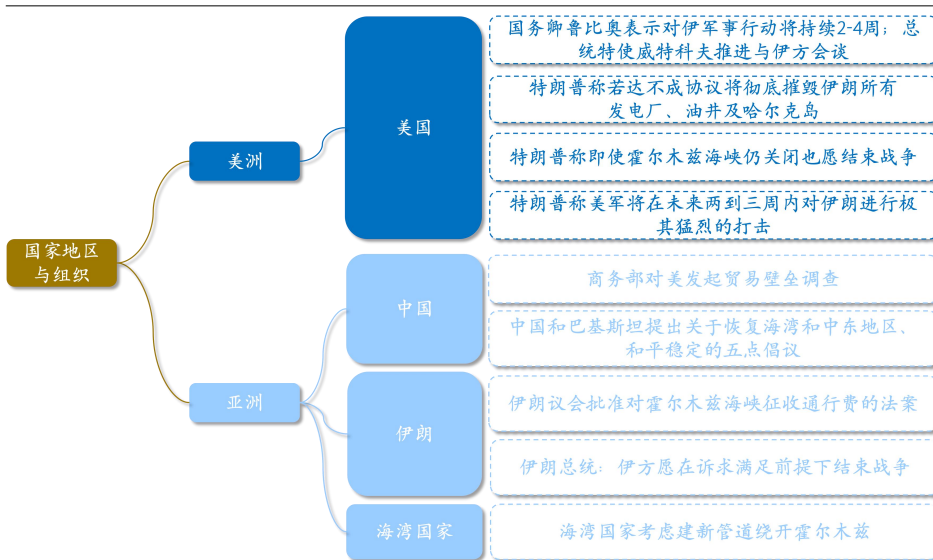 国家地区
与组织
美洲
美国
国务卿鲁比奥表示对伊军事行动将持续2-4周；总
统特使威特科夫推进与伊方会谈
特朗普称若达不成协议将彻底摧毁伊朗所有
发电厂、油井及哈尔克岛
特朗普称即使霍尔木兹海峡仍关闭也愿结束战争
特朗普称美军将在未来两到三周内对伊朗进行极
其猛烈的打击
亚洲
中国
商务部对美发起贸易壁垒调查
中国和巴基斯坦提出关于恢复海湾和中东地区、
和平稳定的五点倡议
伊朗
伊朗议会批准对霍尔木兹海峡征收通行费的法案
伊朗总统：伊方愿在诉求满足前提下结束战争
海湾国家
海湾国家考虑建新管道绕开霍尔木兹